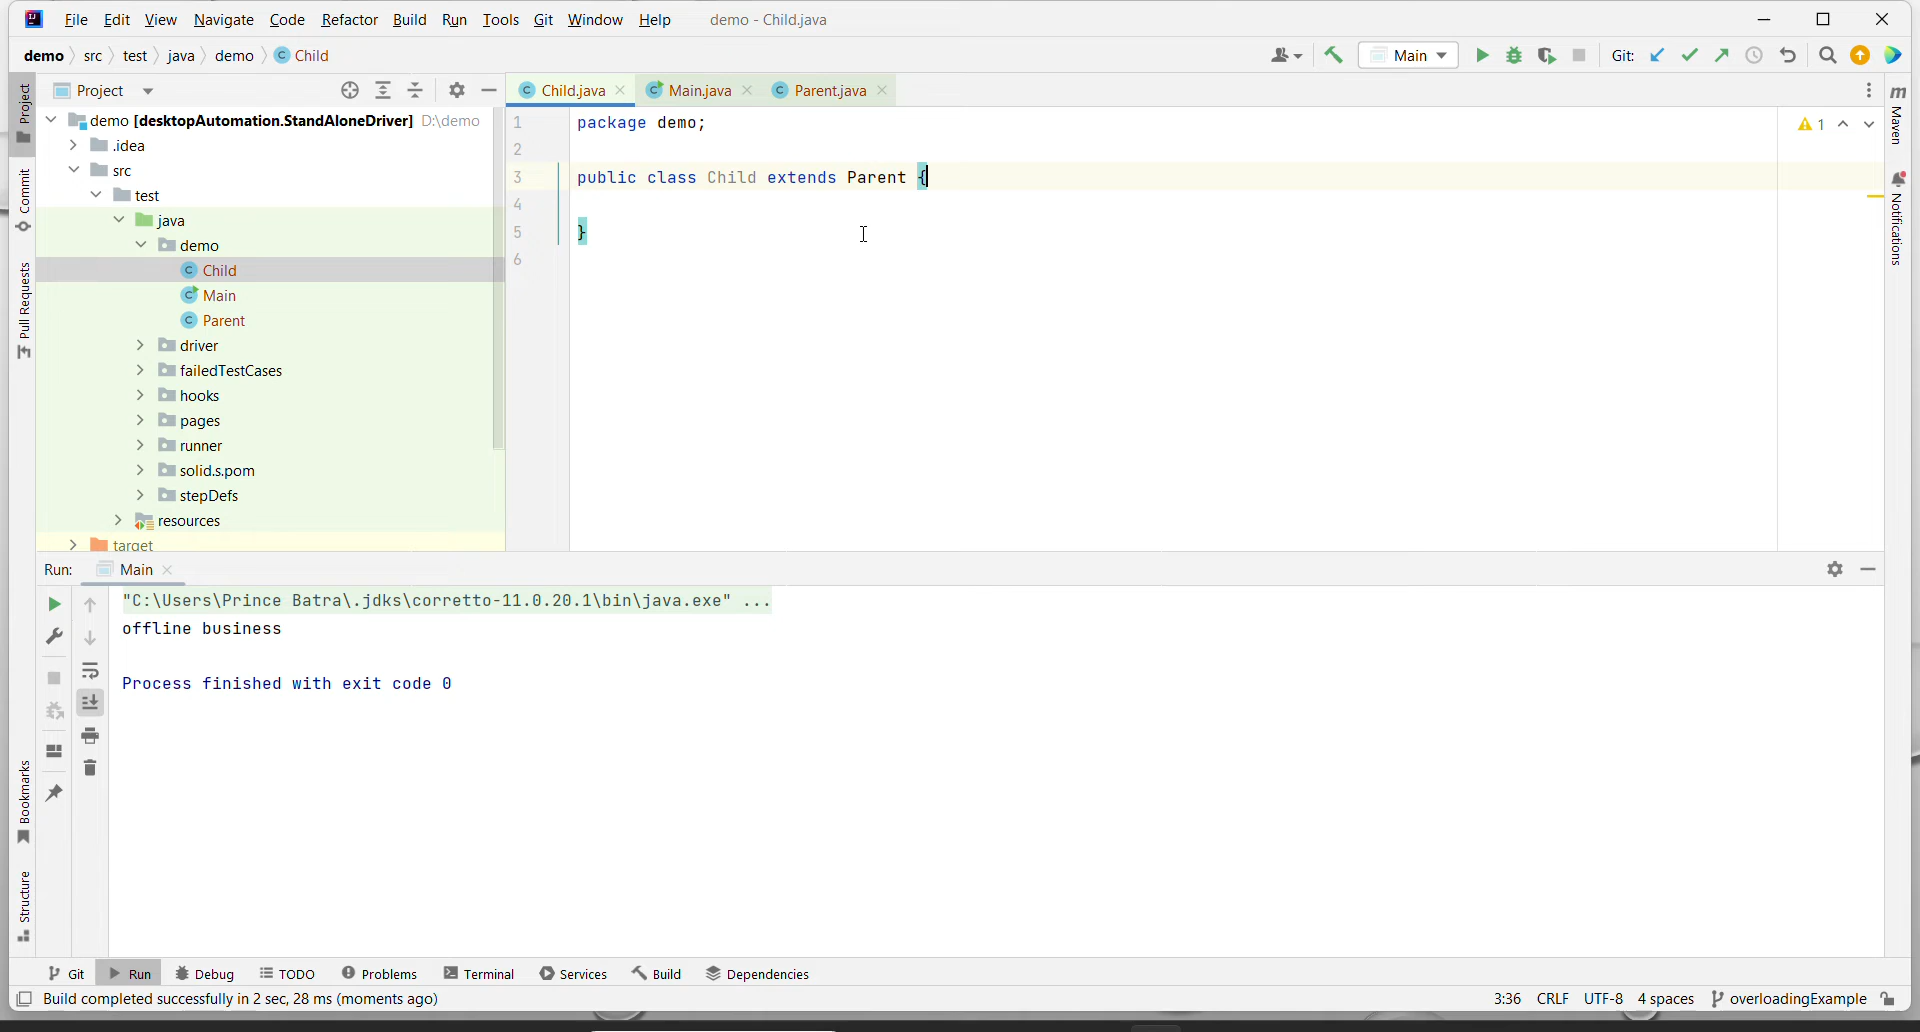 File Edit View Navigate Code Refactor Build Run Tools Git Window Help demo - Child.java
demo src test java demo Child Main Git:
Project
Child.java Main.java Parent.java
Project
Commit
Pull Requests
Bookmarks
Structure
demo [desktopAutomation.StandAloneDriver] D:\demo
.idea
src
test
java
demo
Child
Main
Parent
driver
failedTestCases
hooks
pages
runner
solid.s.pom
stepDefs
resources
target
1 package demo;
2
3 public class Child extends Parent {
4
5 }
6
1
m Maven
Notifications
Run: Main
"C:\Users\Prince Batra\.jdks\corretto-11.0.20.1\bin\java.exe" ...
offline business
Process finished with exit code 0
Git Run Debug TODO Problems Terminal Services Build Dependencies
Build completed successfully in 2 sec, 28 ms (moments ago) 3:36 CRLF UTF-8 4 spaces overloadingExample